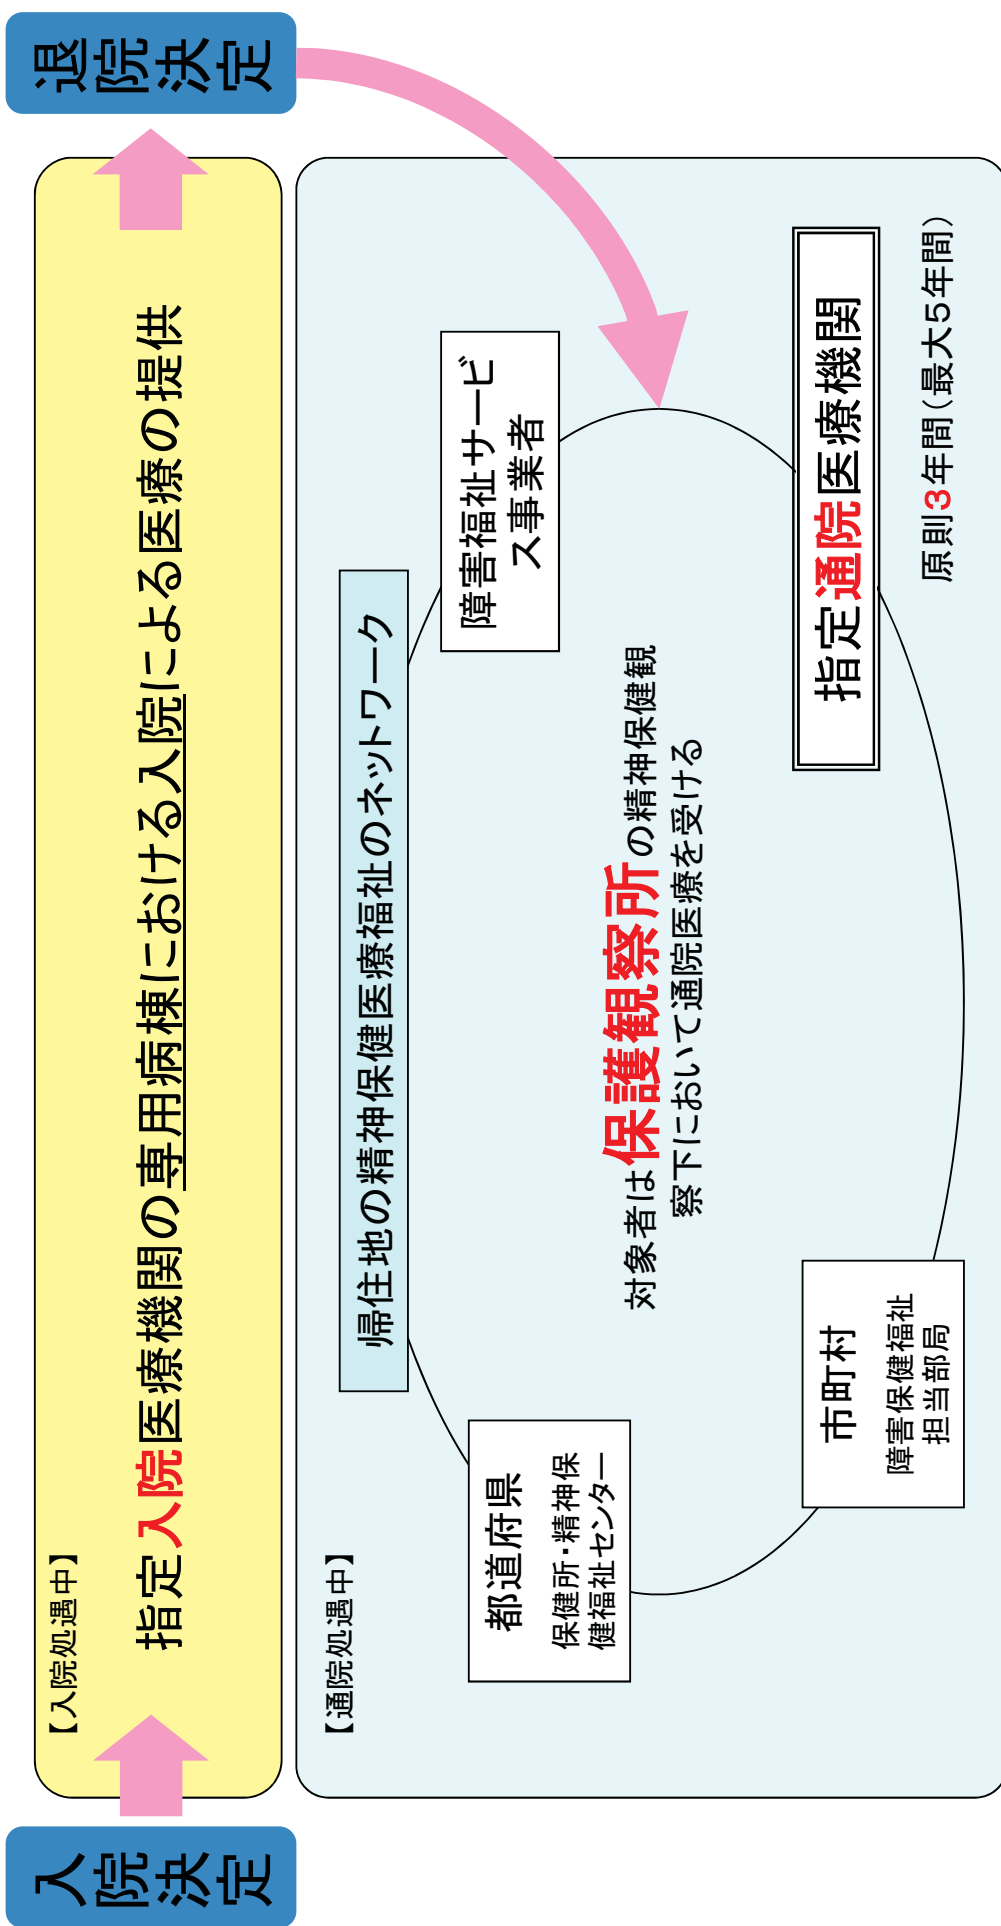 入院決定
【入院処遇中】
指定入院医療機関の専用病棟における入院による医療の提供
退院決定
【通院処遇中】
帰住地の精神保健医療福祉のネットワーク
都道府県
保健所・精神保
健福祉センター
障害福祉サービ
ス事業者
対象者は保護観察所の精神保健観
察下において通院医療を受ける
市町村
障害保健福祉
担当部局
指定通院医療機関
原則3年間(最大5年間)